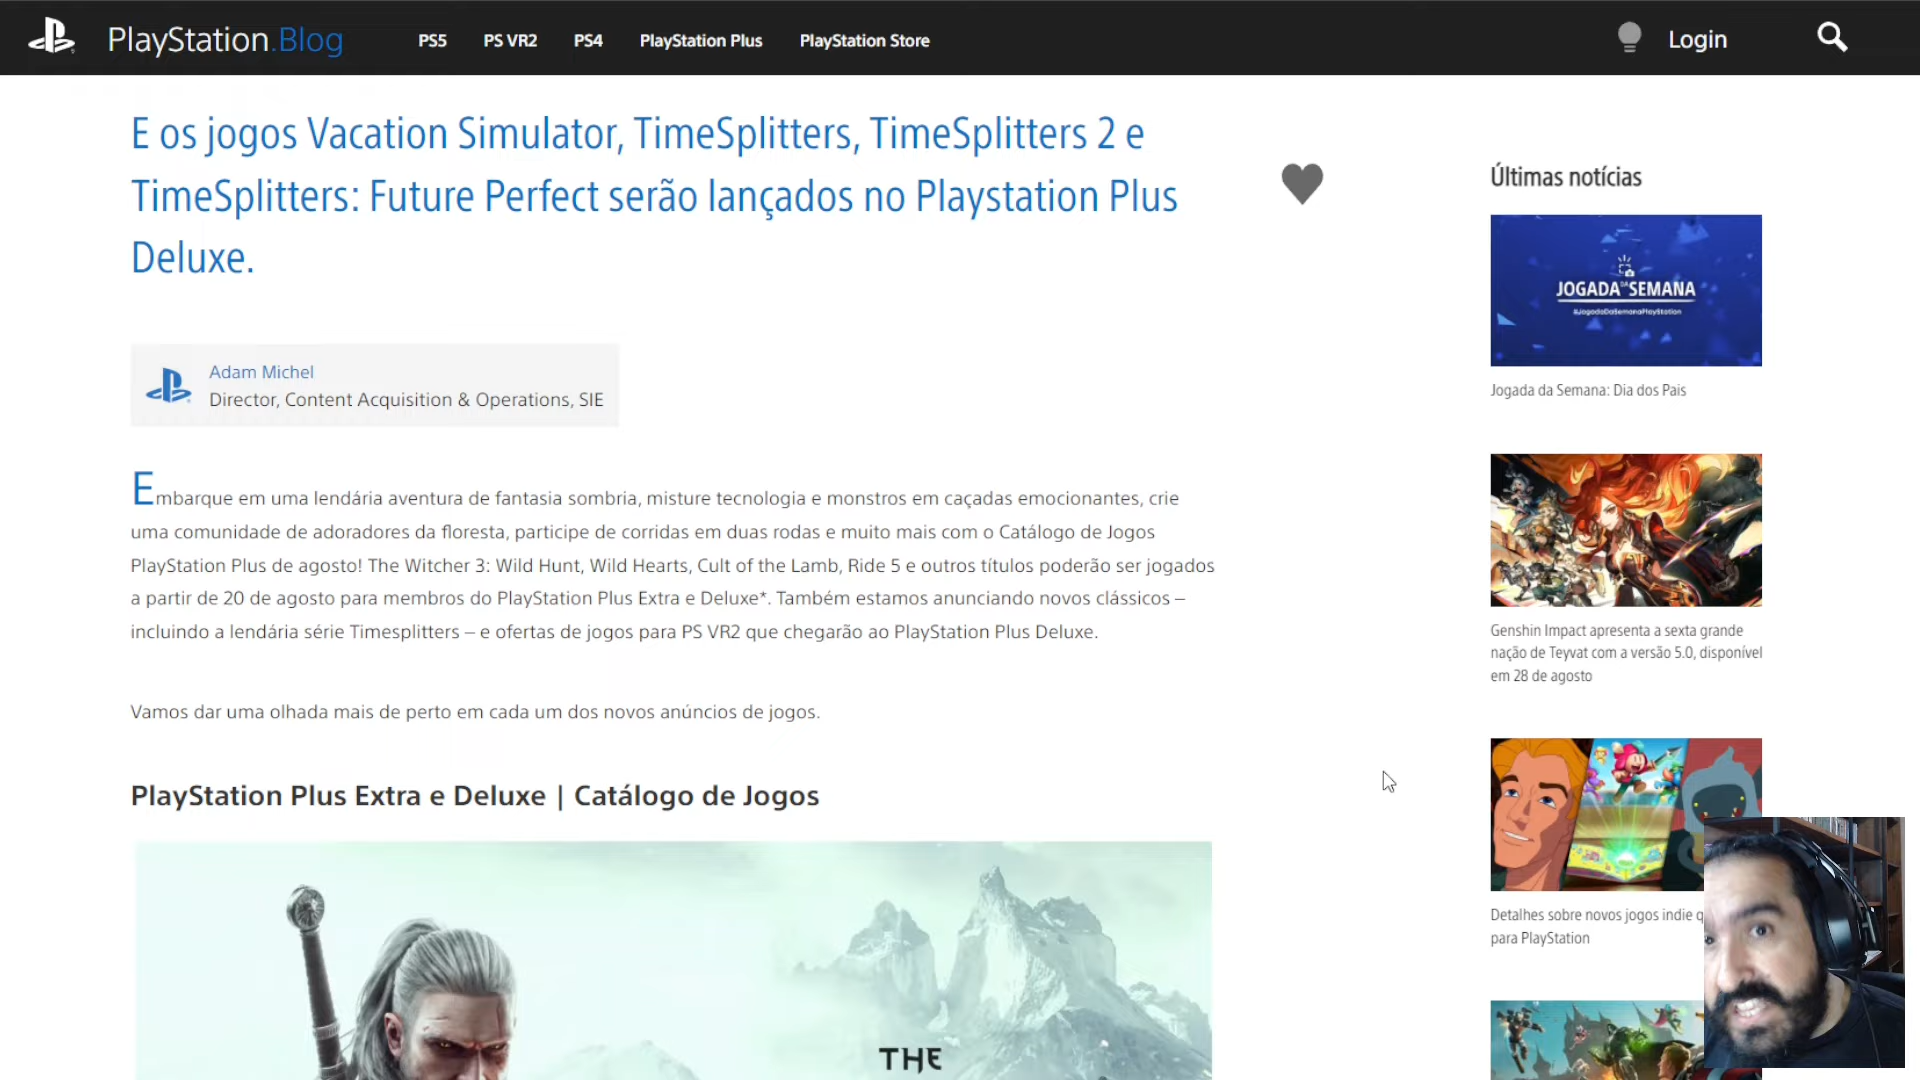 PlayStation.Blog
PS5
PS VR2
PS4
PlayStation Plus
PlayStation Store
Login
E os jogos Vacation Simulator, TimeSplitters, TimeSplitters 2 e
TimeSplitters: Future Perfect serão lançados no Playstation Plus
Deluxe.
Adam Michel
Director, Content Acquisition & Operations, SIE
Embarque em uma lendária aventura de fantasia sombria, misture tecnologia e monstros em caçadas emocionantes, crie
uma comunidade de adoradores da floresta, participe de corridas em duas rodas e muito mais com o Catálogo de Jogos
PlayStation Plus de agosto! The Witcher 3: Wild Hunt, Wild Hearts, Cult of the Lamb, Ride 5 e outros títulos poderão ser jogados
a partir de 20 de agosto para membros do PlayStation Plus Extra e Deluxe*. Também estamos anunciando novos clássicos –
incluindo a lendária série Timesplitters – e ofertas de jogos para PS VR2 que chegarão ao PlayStation Plus Deluxe.
Vamos dar uma olhada mais de perto em cada um dos novos anúncios de jogos.
PlayStation Plus Extra e Deluxe | Catálogo de Jogos
THE
Últimas notícias
JOGADA DA SEMANA
#JogadaDaSemanaPlayStation
Jogada da Semana: Dia dos Pais
Genshin Impact apresenta a sexta grande
nação de Teyvat com a versão 5.0, disponível
em 28 de agosto
Detalhes sobre novos jogos indie q
para PlayStation